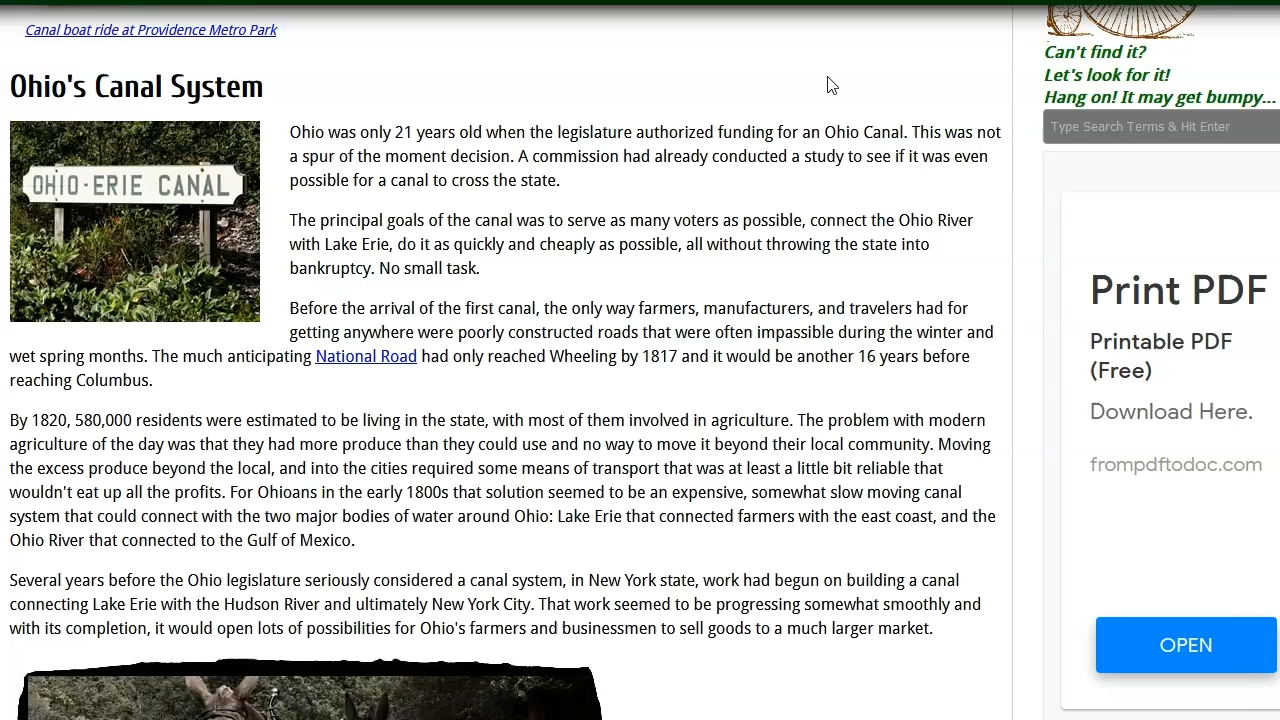 Canal boat ride at Providence Metro Park
Ohio's Canal System
OHIO-ERIE CANAL
Ohio was only 21 years old when the legislature authorized funding for an Ohio Canal. This was not
a spur of the moment decision. A commission had already conducted a study to see if it was even
possible for a canal to cross the state.
The principal goals of the canal was to serve as many voters as possible, connect the Ohio River
with Lake Erie, do it as quickly and cheaply as possible, all without throwing the state into
bankruptcy. No small task.
Before the arrival of the first canal, the only way farmers, manufacturers, and travelers had for
getting anywhere were poorly constructed roads that were often impassible during the winter and
wet spring months. The much anticipating National Road had only reached Wheeling by 1817 and it would be another 16 years before
reaching Columbus.
By 1820, 580,000 residents were estimated to be living in the state, with most of them involved in agriculture. The problem with modern
agriculture of the day was that they had more produce than they could use and no way to move it beyond their local community. Moving
the excess produce beyond the local, and into the cities required some means of transport that was at least a little bit reliable that
wouldn't eat up all the profits. For Ohioans in the early 1800s that solution seemed to be an expensive, somewhat slow moving canal
system that could connect with the two major bodies of water around Ohio: Lake Erie that connected farmers with the east coast, and the
Ohio River that connected to the Gulf of Mexico.
Several years before the Ohio legislature seriously considered a canal system, in New York state, work had begun on building a canal
connecting Lake Erie with the Hudson River and ultimately New York City. That work seemed to be progressing somewhat smoothly and
with its completion, it would open lots of possibilities for Ohio's farmers and businessmen to sell goods to a much larger market.
Can't find it?
Let's look for it!
Hang on! It may get bumpy...
Type Search Terms & Hit Enter
Print PDF
Printable PDF
(Free)
Download Here.
frompdftodoc.com
OPEN